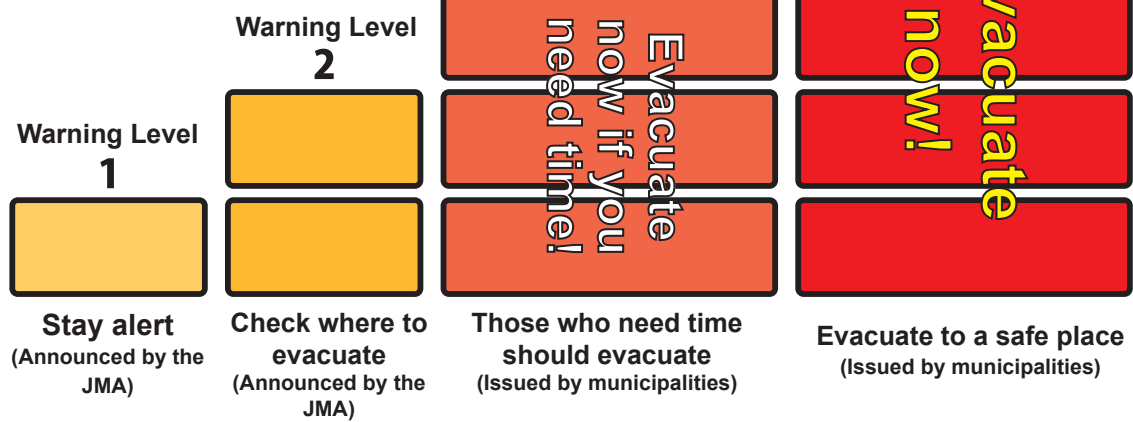 Warning Level
2
Warning Level
1
Evacuate
now if you
need time!
vacuate
now!
Stay alert
(Announced by the
JMA)
Check where to
evacuate
(Announced by the
JMA)
Those who need time
should evacuate
(Issued by municipalities)
Evacuate to a safe place
(Issued by municipalities)